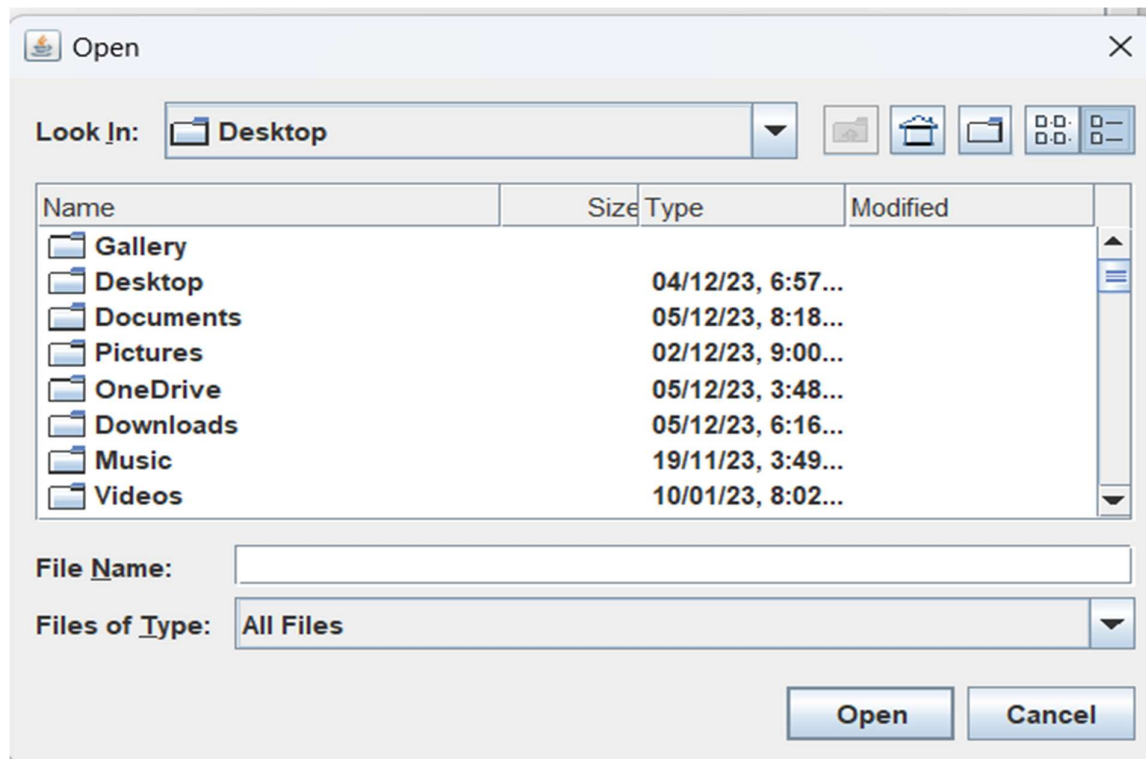 Open
Look In: Desktop
Name Size Type Modified
Gallery
Desktop 04/12/23, 6:57...
Documents 05/12/23, 8:18...
Pictures 02/12/23, 9:00...
OneDrive 05/12/23, 3:48...
Downloads 05/12/23, 6:16...
Music 19/11/23, 3:49...
Videos 10/01/23, 8:02...
File Name:
Files of Type: All Files
Open Cancel